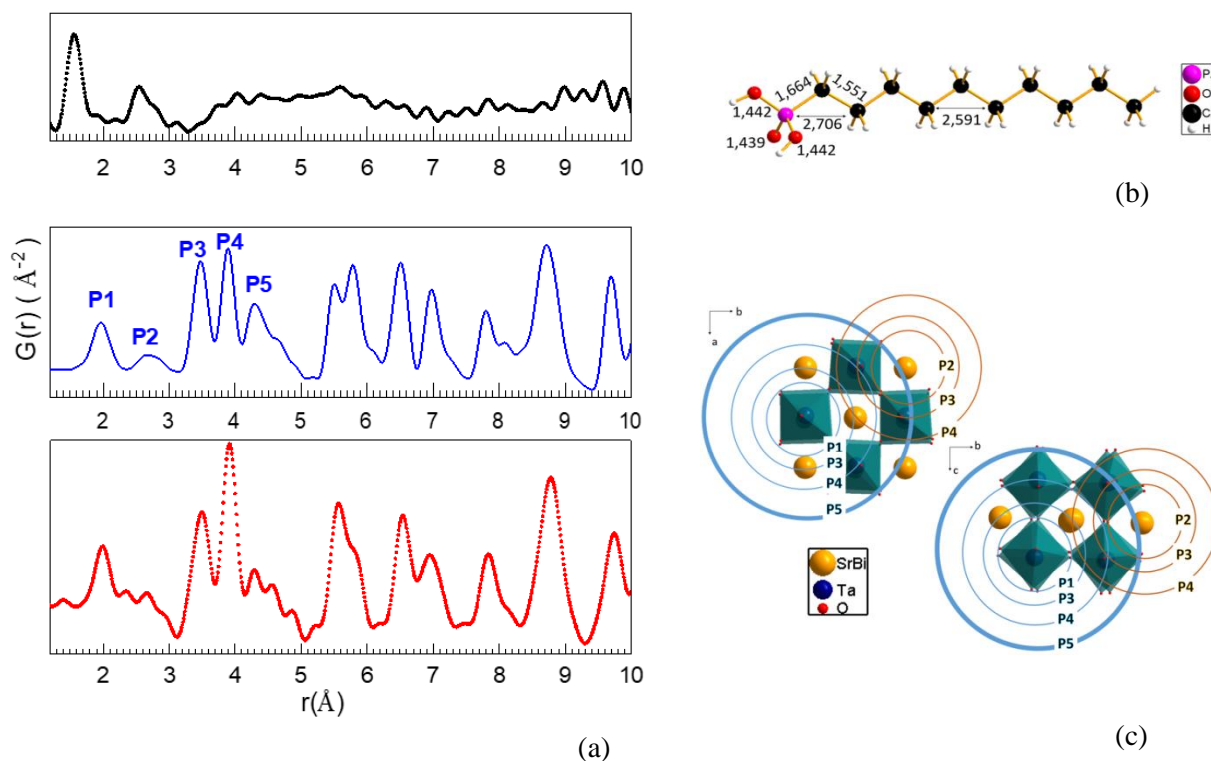 2 3 4 5 6 7 8 9 10
G(r) ( Å⁻²)
P1
P2
P3
P4
P5
2 3 4 5 6 7 8 9 10
2 3 4 5 6 7 8 9 10
r(Å)
(a)
1,664
1,551
1,442
2,706
2,591
1,439
1,442
P
O
C
H
(b)
b
a
P2
P3
P4
P1
P3
P4
P5
b
c
P2
P3
P4
P1
P3
P4
P5
SrBi
Ta
O
(c)